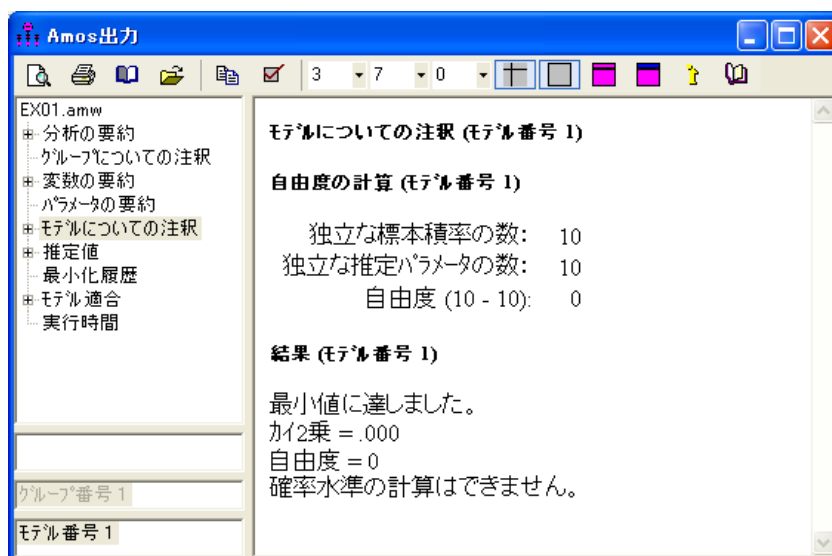 Amos出力
3 7 0
EX01.amw
分析の要約
ｸﾞﾙｰﾌﾟについての注釈
変数の要約
ﾊﾟﾗﾒｰﾀの要約
ﾓﾃﾞﾙについての注釈
推定値
最小化履歴
ﾓﾃﾞﾙ適合
実行時間
ｸﾞﾙｰﾌﾟ番号 1
ﾓﾃﾞﾙ番号 1
ﾓﾃﾞﾙについての注釈 (ﾓﾃﾞﾙ番号 1)
自由度の計算 (ﾓﾃﾞﾙ番号 1)
独立な標本積率の数: 10
独立な推定ﾊﾟﾗﾒｰﾀの数: 10
自由度 (10 - 10): 0
結果 (ﾓﾃﾞﾙ番号 1)
最小値に達しました。
ｶｲ2乗 = .000
自由度 = 0
確率水準の計算はできません。